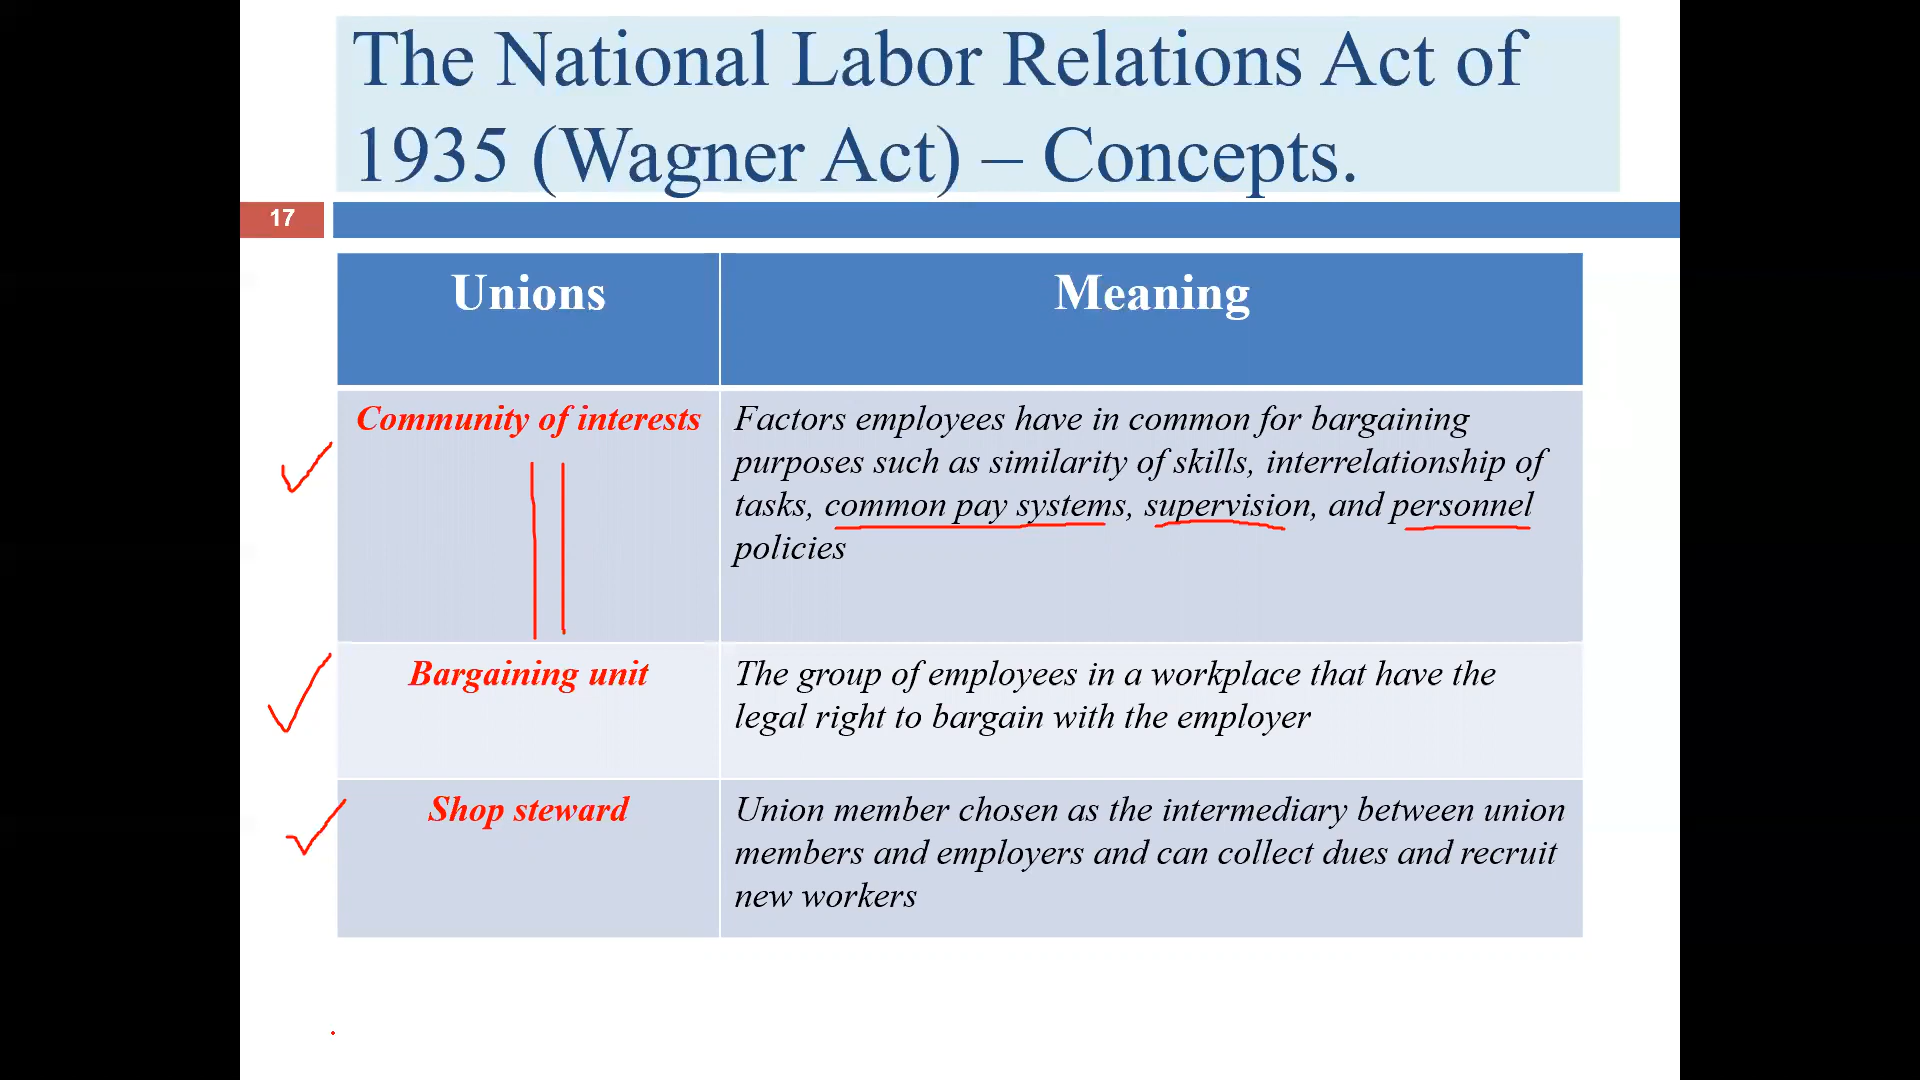 The National Labor Relations Act of
1935 (Wagner Act) – Concepts.
17
Unions
Meaning
Community of interests
Factors employees have in common for bargaining
purposes such as similarity of skills, interrelationship of
tasks, common pay systems, supervision, and personnel
policies
Bargaining unit
The group of employees in a workplace that have the
legal right to bargain with the employer
Shop steward
Union member chosen as the intermediary between union
members and employers and can collect dues and recruit
new workers